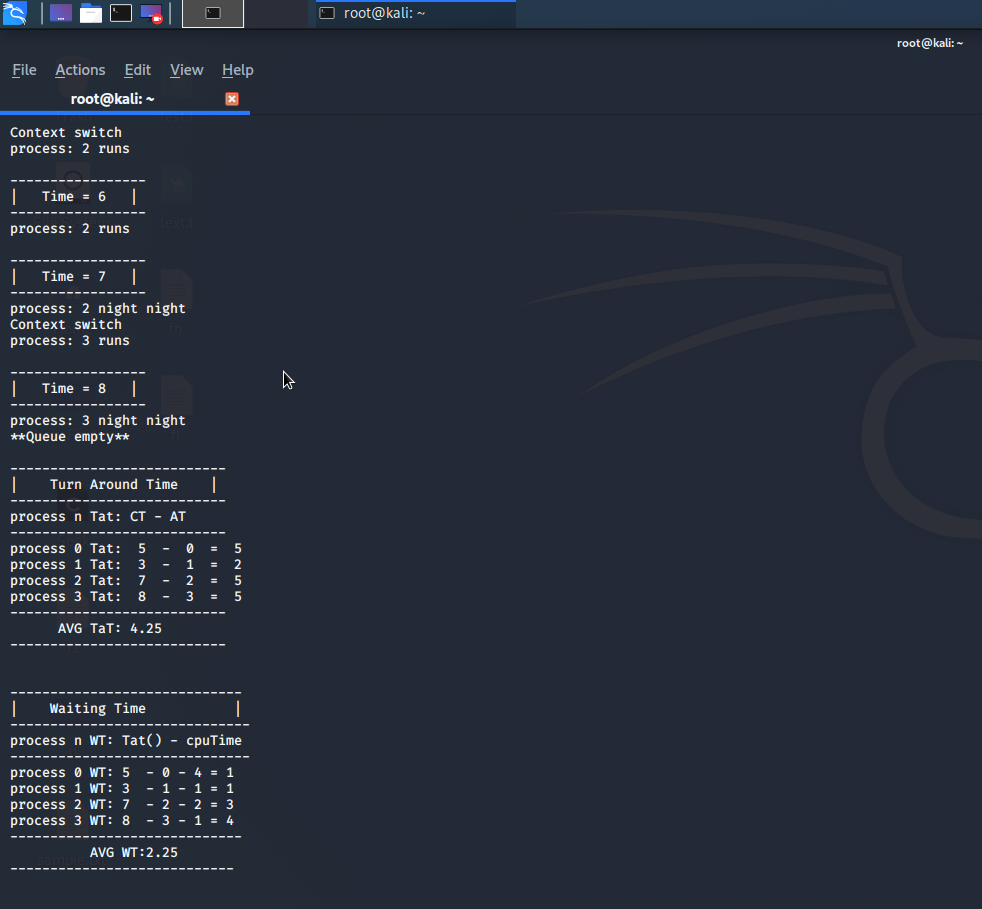 root@kali: ~
root@kali: ~
File Actions Edit View Help
root@kali: ~
Context switch
process: 2 runs
------------------
|   Time = 6   |
-----------------
process: 2 runs
-----------------
|   Time = 7   |
-----------------
process: 2 night night
Context switch
process: 3 runs
-----------------
|   Time = 8   |
-----------------
process: 3 night night
**Queue empty**
---------------------------
|    Turn Around Time    |
---------------------------
process n Tat: CT - AT
---------------------------
process 0 Tat:  5  -  0  =  5
process 1 Tat:  3  -  1  =  2
process 2 Tat:  7  -  2  =  5
process 3 Tat:  8  -  3  =  5
---------------------------
      AVG TaT: 4.25
---------------------------
-----------------------------
|    Waiting Time           |
------------------------------
process n WT: Tat() - cpuTime
------------------------------
process 0 WT: 5  - 0 - 4 = 1
process 1 WT: 3  - 1 - 1 = 1
process 2 WT: 7  - 2 - 2 = 3
process 3 WT: 8  - 3 - 1 = 4
-----------------------------
          AVG WT:2.25
----------------------------